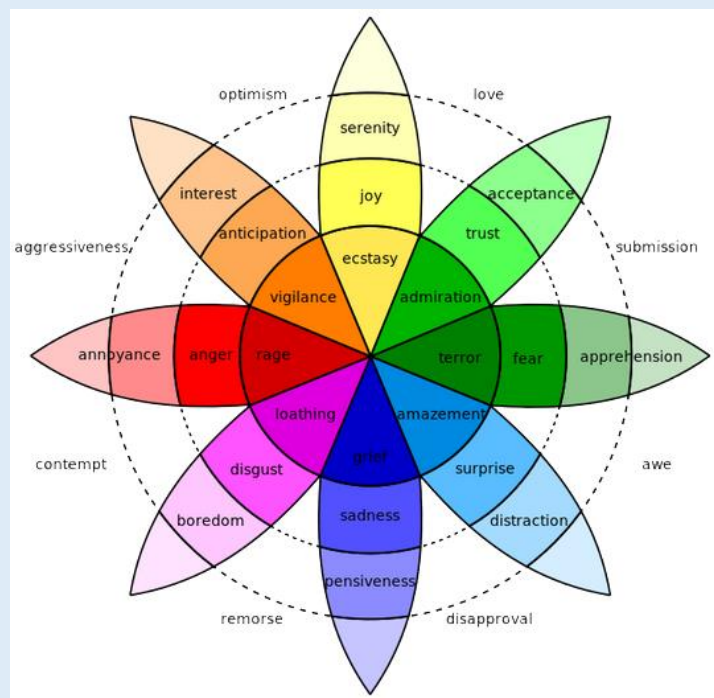 optimism love
serenity
interest joy acceptance
anticipation trust
aggressiveness ecstasy submission
vigilance admiration
annoyance anger rage terror fear apprehension
loathing amazement
contempt disgust grief surprise awe
boredom sadness distraction
pensiveness
remorse disapproval